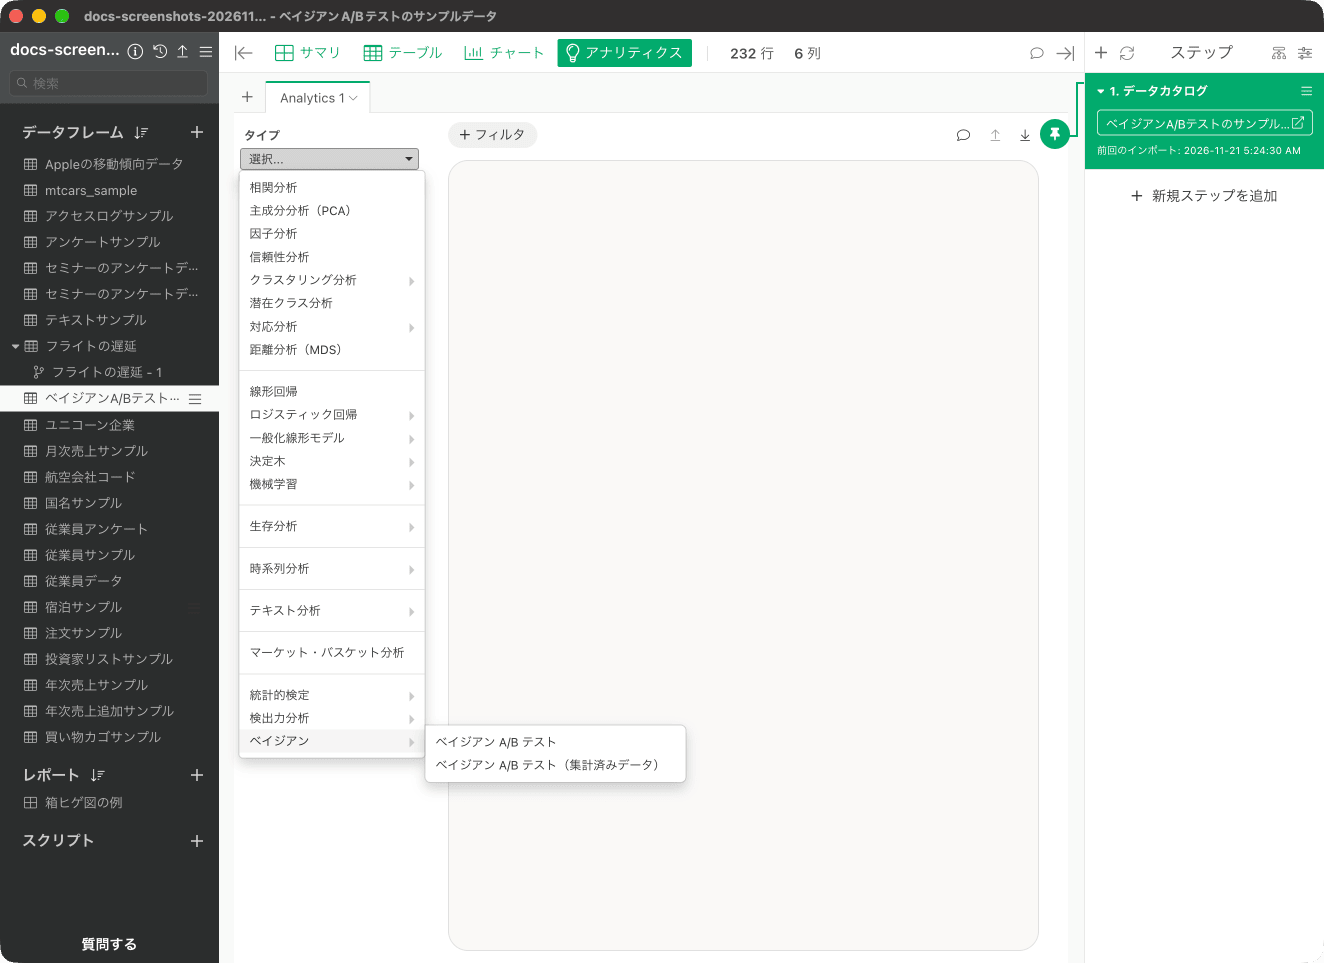 docs-screenshots-202611... - ベイジアンA/Bテストのサンプルデータ
docs-screen...
検索
データフレーム
Appleの移動傾向データ
mtcars_sample
アクセスログサンプル
アンケートサンプル
セミナーのアンケートデ...
セミナーのアンケートデ...
テキストサンプル
フライトの遅延
フライトの遅延 - 1
ベイジアンA/Bテスト...
ユニコーン企業
月次売上サンプル
航空会社コード
国名サンプル
従業員アンケート
従業員サンプル
従業員データ
宿泊サンプル
注文サンプル
投資家リストサンプル
年次売上サンプル
年次売上追加サンプル
買い物カゴサンプル
レポート
箱ヒゲ図の例
スクリプト
質問する
サマリ
テーブル
チャート
アナリティクス
232 行
6 列
Analytics 1
タイプ
選択...
フィルタ
相関分析
主成分分析（PCA）
因子分析
信頼性分析
クラスタリング分析
潜在クラス分析
対応分析
距離分析（MDS）
線形回帰
ロジスティック回帰
一般化線形モデル
決定木
機械学習
生存分析
時系列分析
テキスト分析
マーケット・バスケット分析
統計的検定
検出力分析
ベイジアン
ベイジアン A/B テスト
ベイジアン A/B テスト（集計済みデータ）
ステップ
1. データカタログ
ベイジアンA/Bテストのサンプル...
前回のインポート: 2026-11-21 5:24:30 AM
新規ステップを追加